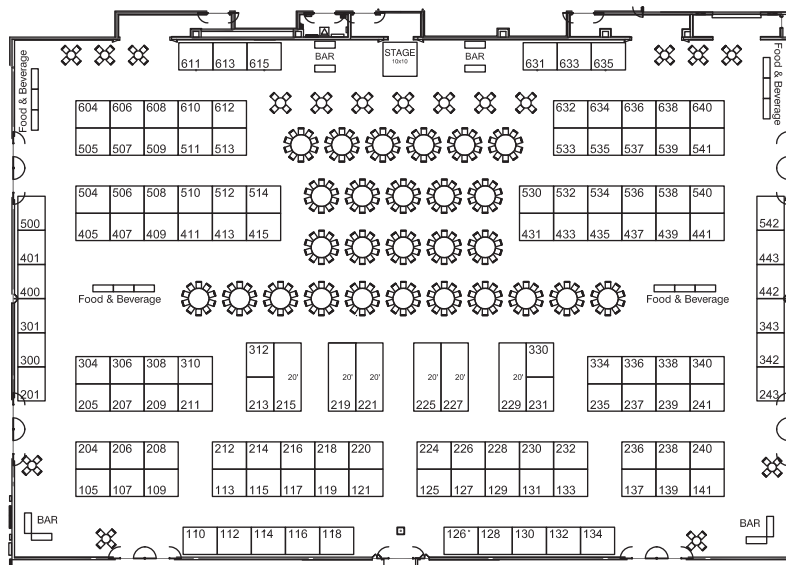 611 613 615
BAR
STAGE
10x10
631 633 635
Food & Beverage
Food & Beverage
604 606 608 610 612
505 507 509 511 513
632 634 636 638 640
533 535 537 539 541
504 506 508 510 512 514
405 407 409 411 413 415
530 532 534 536 538 540
431 433 435 437 439 441
500
401
400
301
300
201
542
443
442
343
342
243
Food & Beverage
Food & Beverage
BAR
304 306 308 310
205 207 209 211
312
20'
213 215
20' 20'
219 221
20' 20'
225 227
330
20'
229 231
334 336 338 340
235 237 239 241
204 206 208
105 107 109
212 214 216 218 220
113 115 117 119 121
224 226 228 230 232
125 127 129 131 133
236 238 240
137 139 141
BAR
BAR
110 112 114 116 118
126* 128 130 132 134